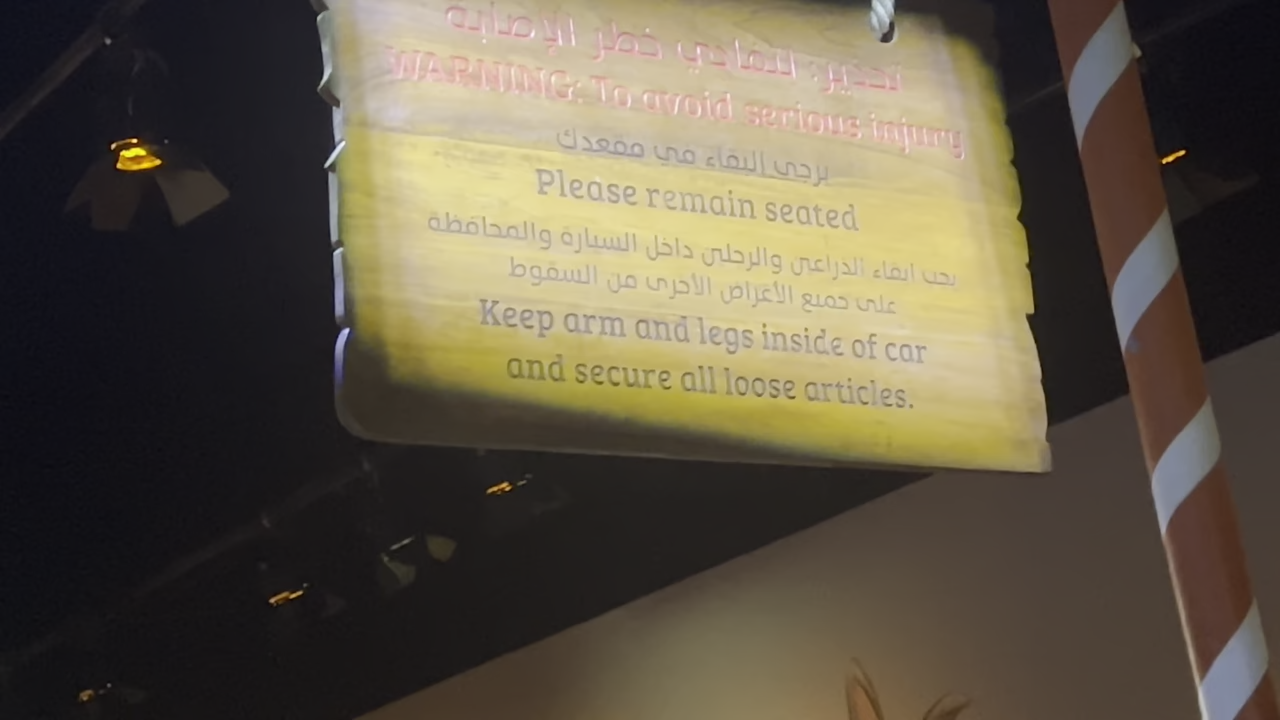 تحذير: لتفادي خطر الإصابة
WARNING: To avoid serious injury
يرجى البقاء في مقعدك
Please remain seated
يجب ابقاء الذراعين والرجلين داخل السيارة والمحافظة
على جميع الأغراض الأخرى من السقوط
Keep arm and legs inside of car
and secure all loose articles.